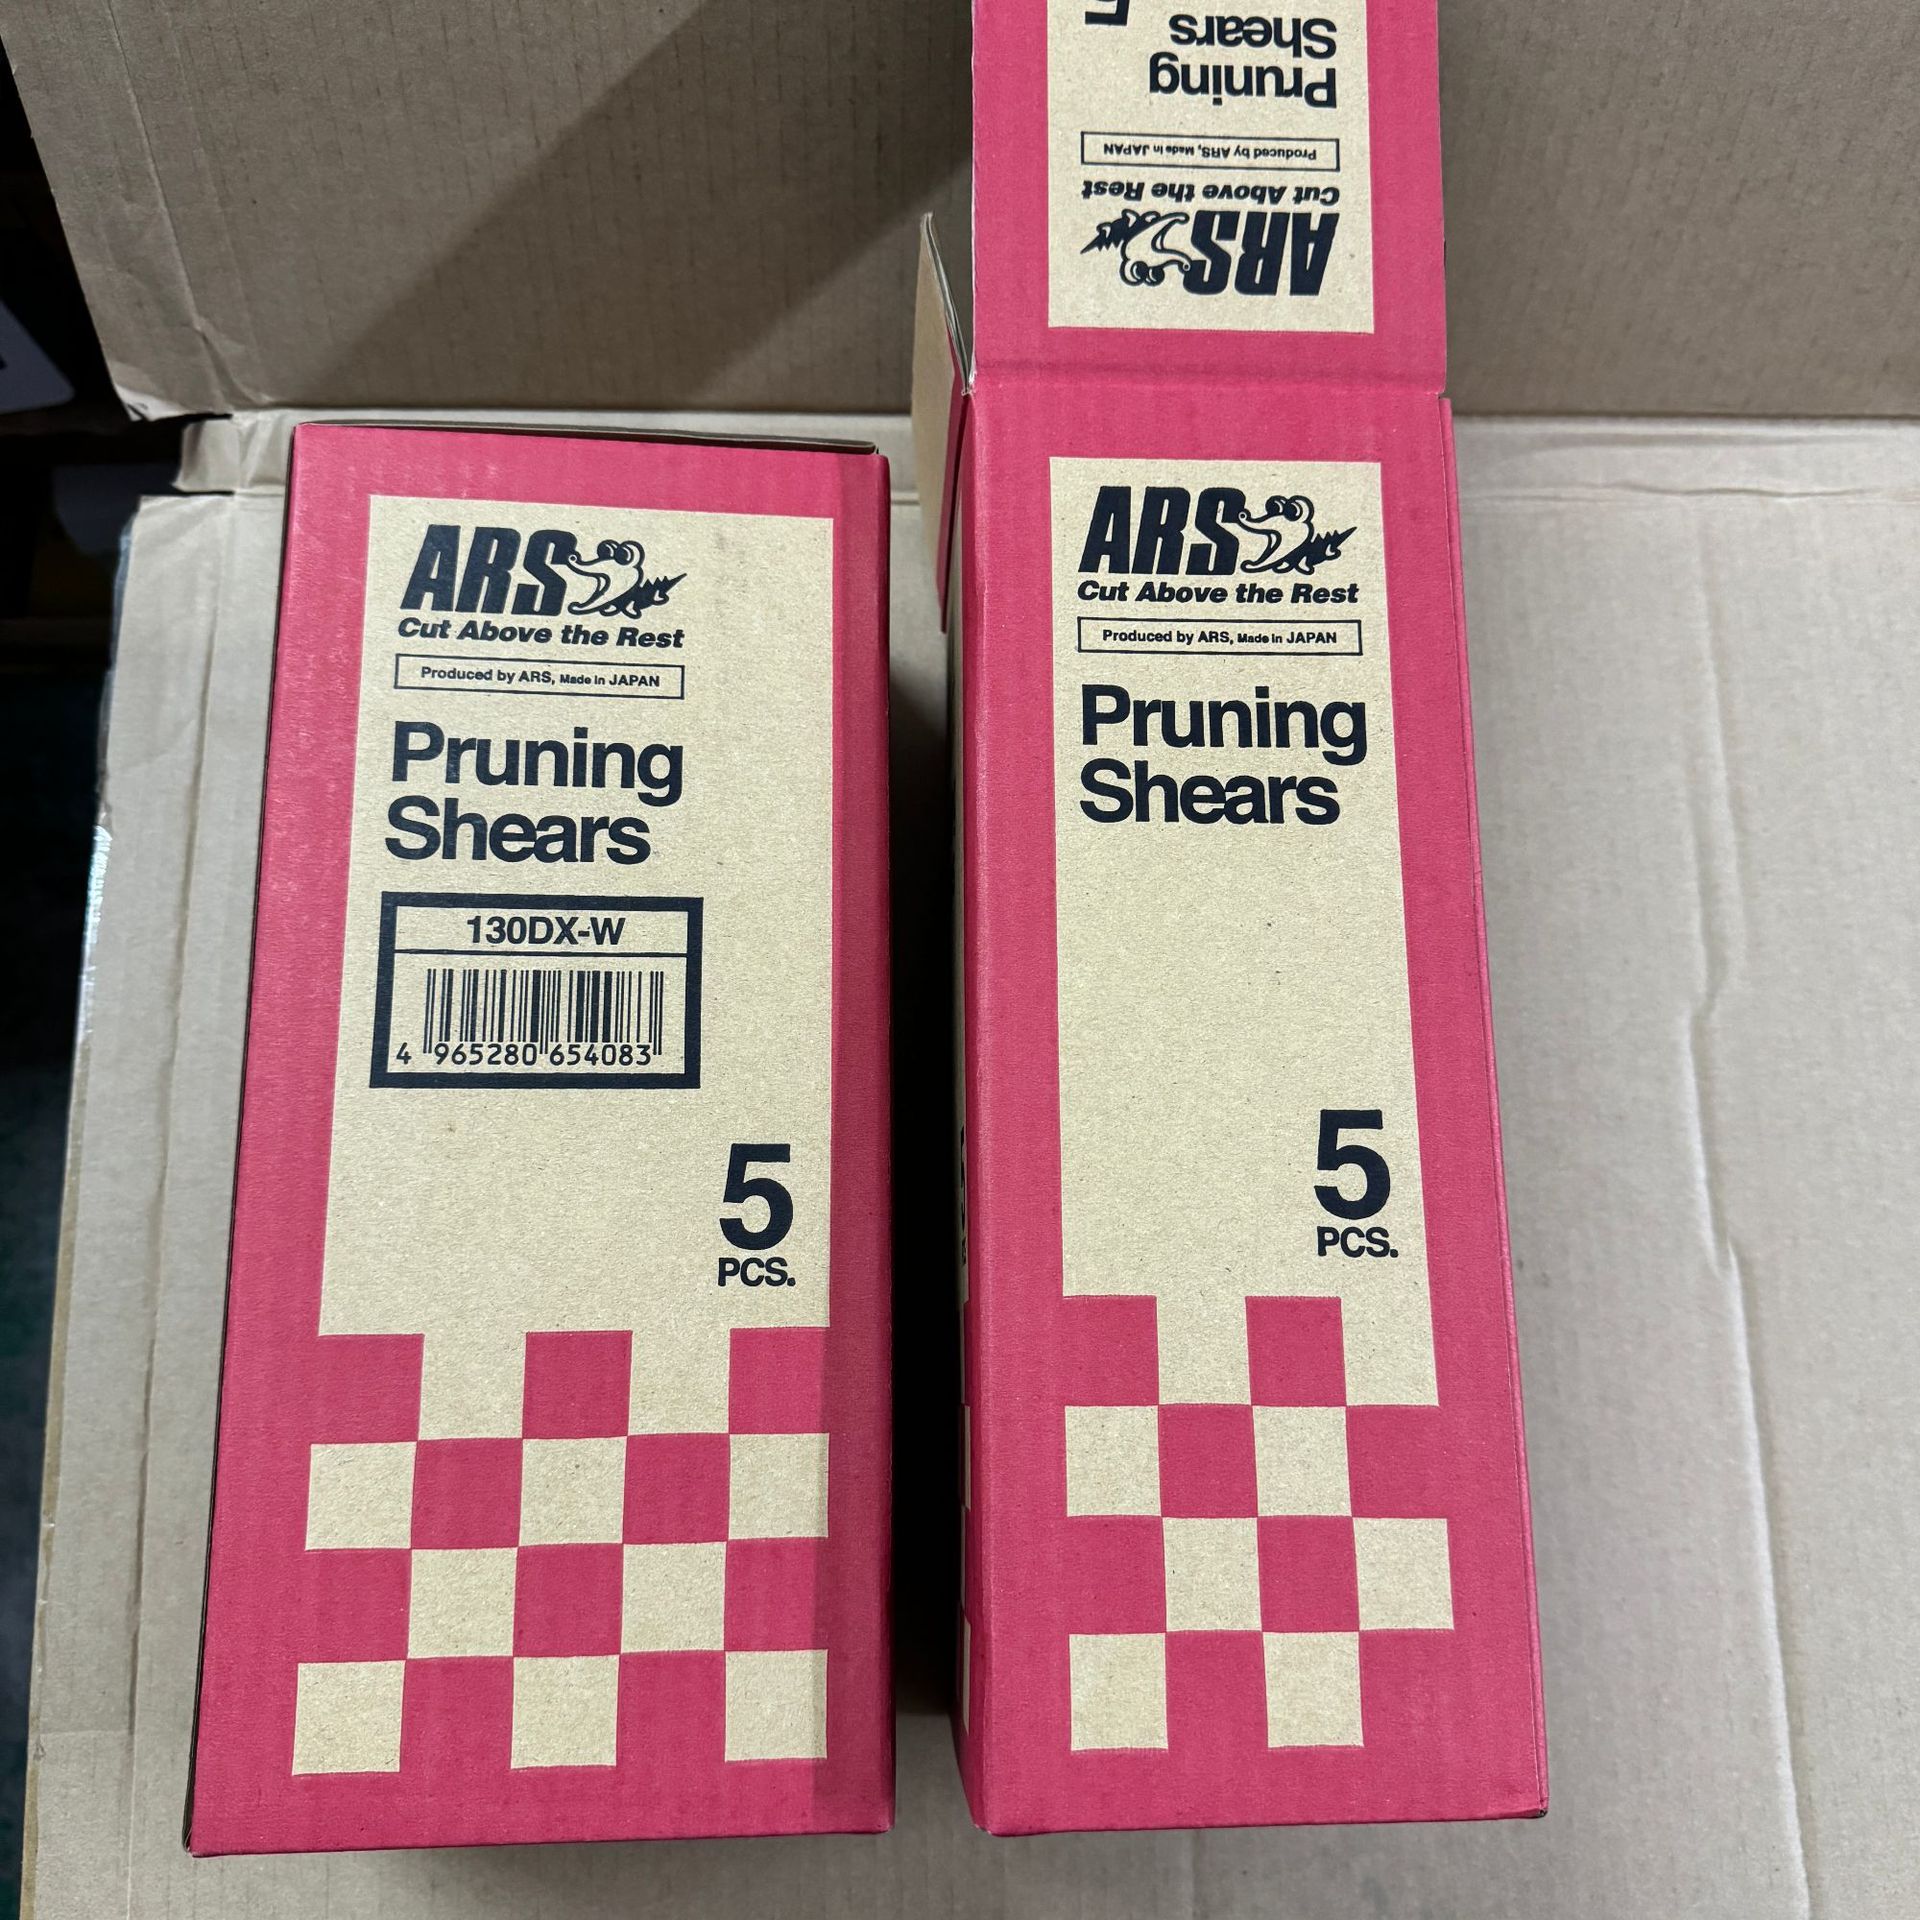 ARS
Cut Above the Rest
Produced by ARS, Made in JAPAN
Pruning
Shears
130DX-W
4 965280 654083
5
PCS.
ARS
Cut Above the Rest
Produced by ARS, Made in JAPAN
Pruning
Shears
5
ARS
Cut Above the Rest
Produced by ARS, Made in JAPAN
Pruning
Shears
5
PCS.